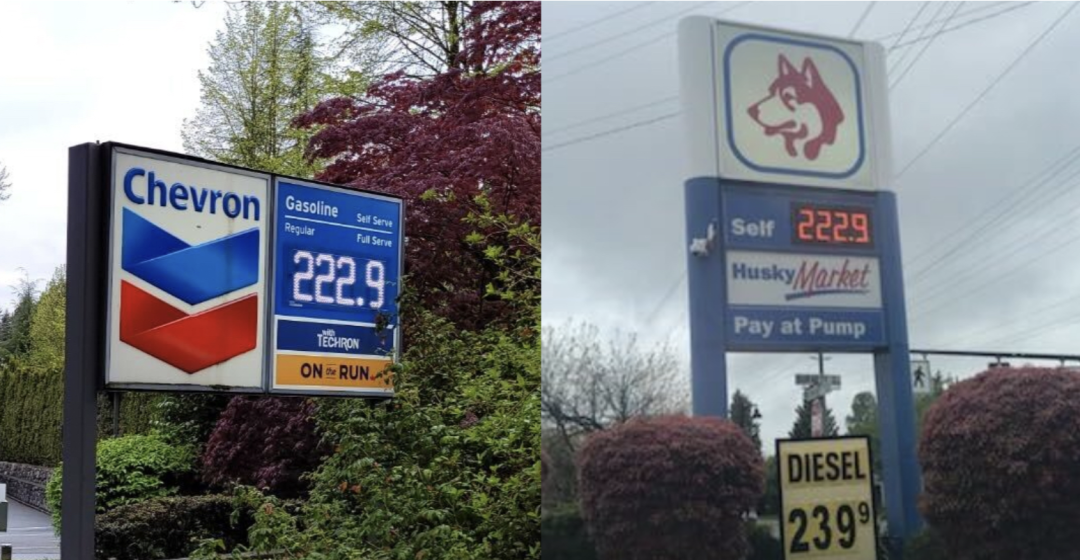 Chevron
Gasoline
Self Serve
Regular
Full Serve
222.9
with
TECHRON
ON the RUN
Self 222.9
Husky Market
Pay at Pump
DIESEL
239⁹